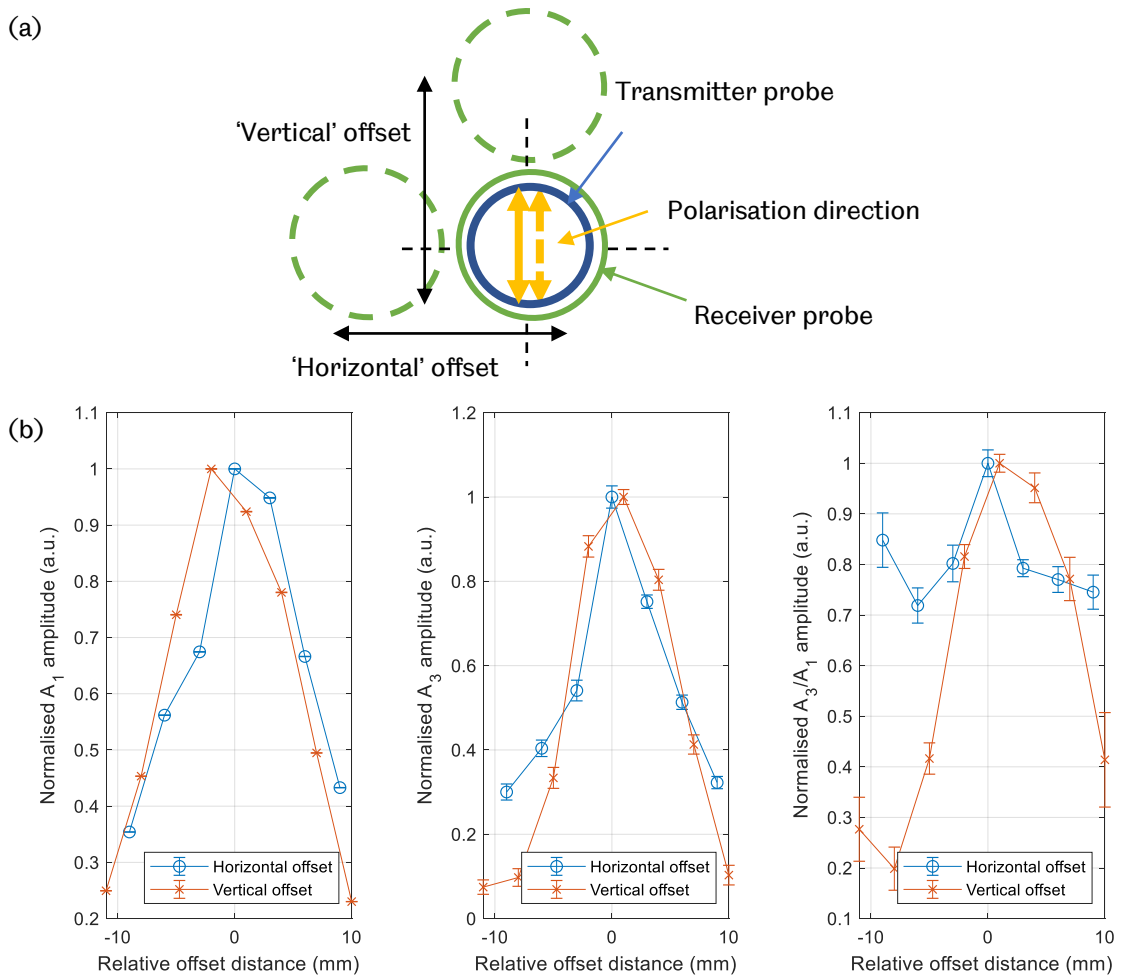 (a)
Transmitter probe
‘Vertical’ offset
Polarisation direction
Receiver probe
‘Horizontal’ offset
(b)
1.1
1
0.9
0.8
0.7
0.6
0.5
0.4
0.3
0.2
-10
0
10
Normalised A1 amplitude (a.u.)
Relative offset distance (mm)
Horizontal offset
Vertical offset
1.2
1
0.8
0.6
0.4
0.2
0
-10
0
10
Normalised A3 amplitude (a.u.)
Relative offset distance (mm)
Horizontal offset
Vertical offset
1.1
1
0.9
0.8
0.7
0.6
0.5
0.4
0.3
0.2
0.1
-10
0
10
Normalised A3/A1 amplitude (a.u.)
Relative offset distance (mm)
Horizontal offset
Vertical offset